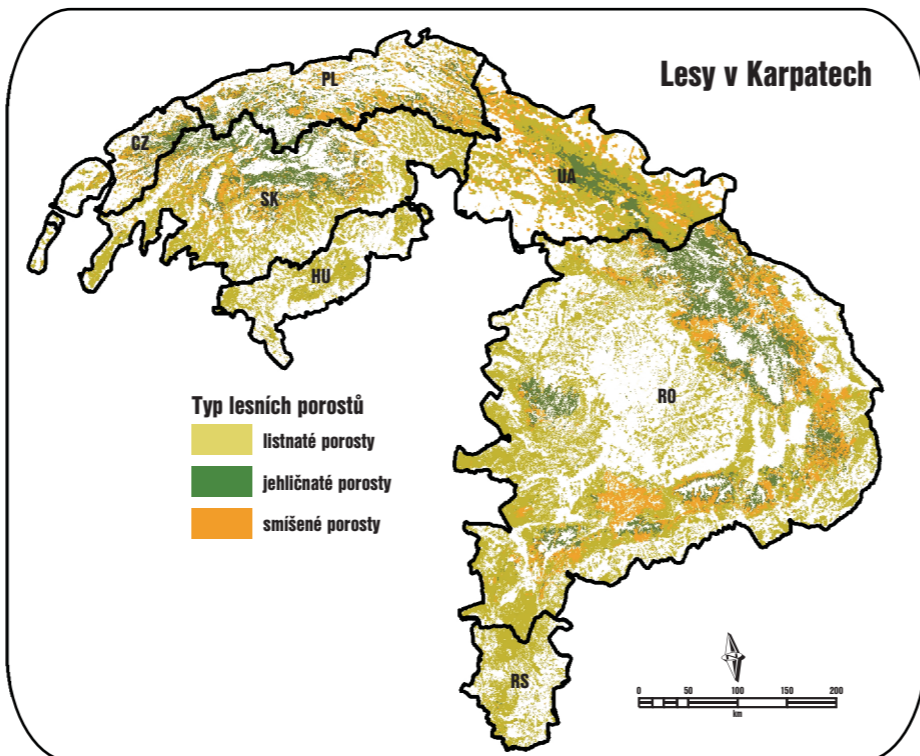 Lesy v Karpatech
PL
CZ
UA
SK
HU
RO
Typ lesních porostů
listnaté porosty
jehličnaté porosty
smíšené porosty
RS
N
0 50 100 150 200
km